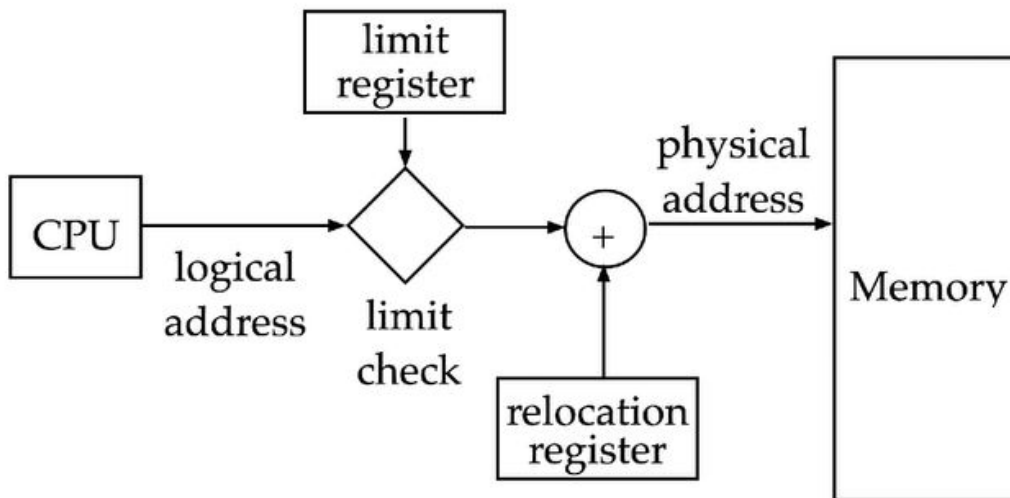 limit
register
CPU
logical
address
limit
check
+
relocation
register
physical
address
Memory